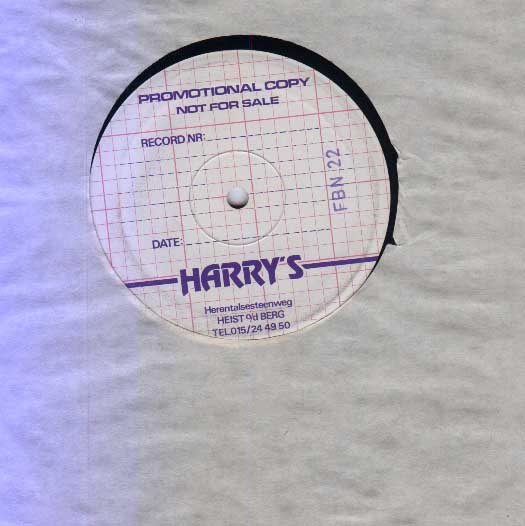 PROMOTIONAL COPY
NOT FOR SALE
RECORD NR:
FBN 22
DATE:
HARRY'S
Herentalsesteenweg
HEIST o/d BERG
TEL.015/24 49 50